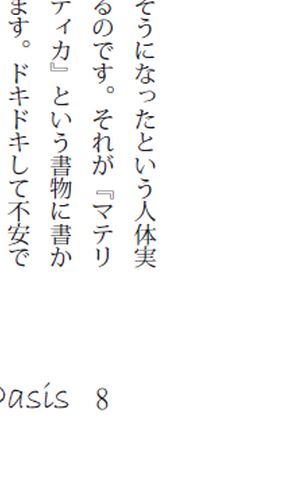 そうになったという人体実
るのです。それが『マテリ
ティカ』という書物に書か
ます。ドキドキして不安で
Oasis 8